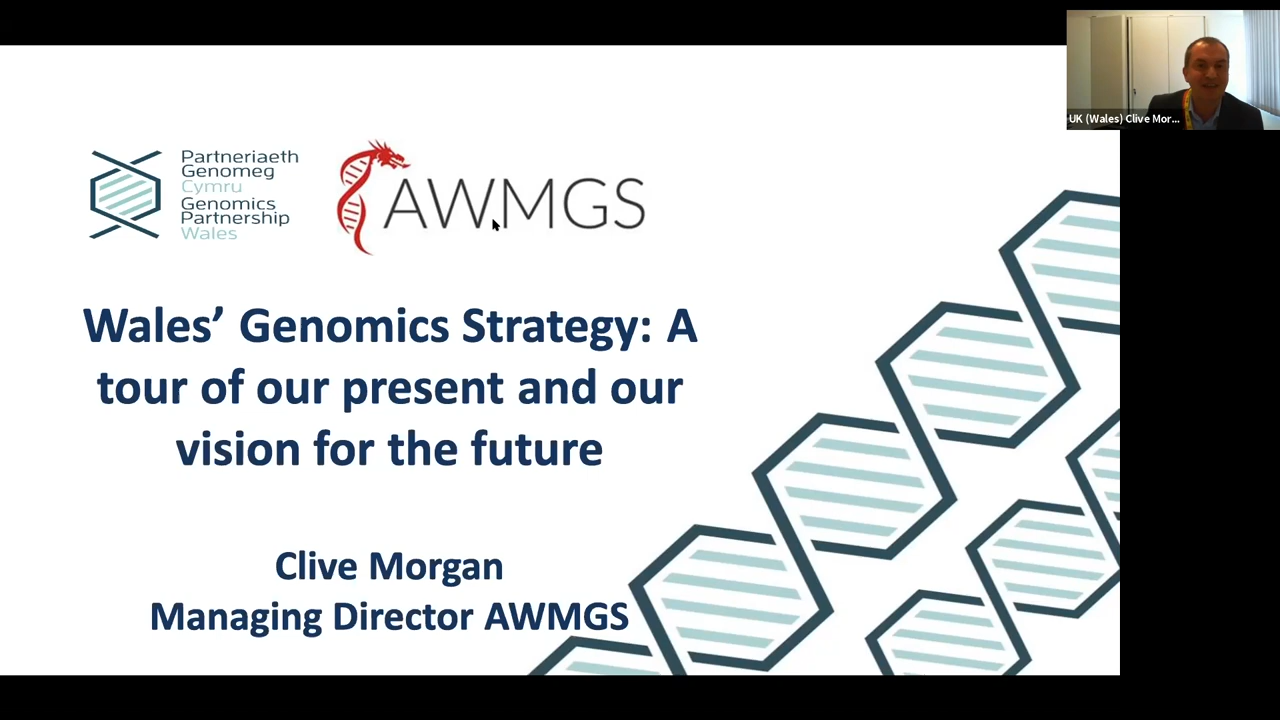 UK (Wales) Clive Mor...
Partneriaeth
Genomeg
Cymru
Genomics
Partnership
Wales
AWMGS
Wales’ Genomics Strategy: A
tour of our present and our
vision for the future
Clive Morgan
Managing Director AWMGS